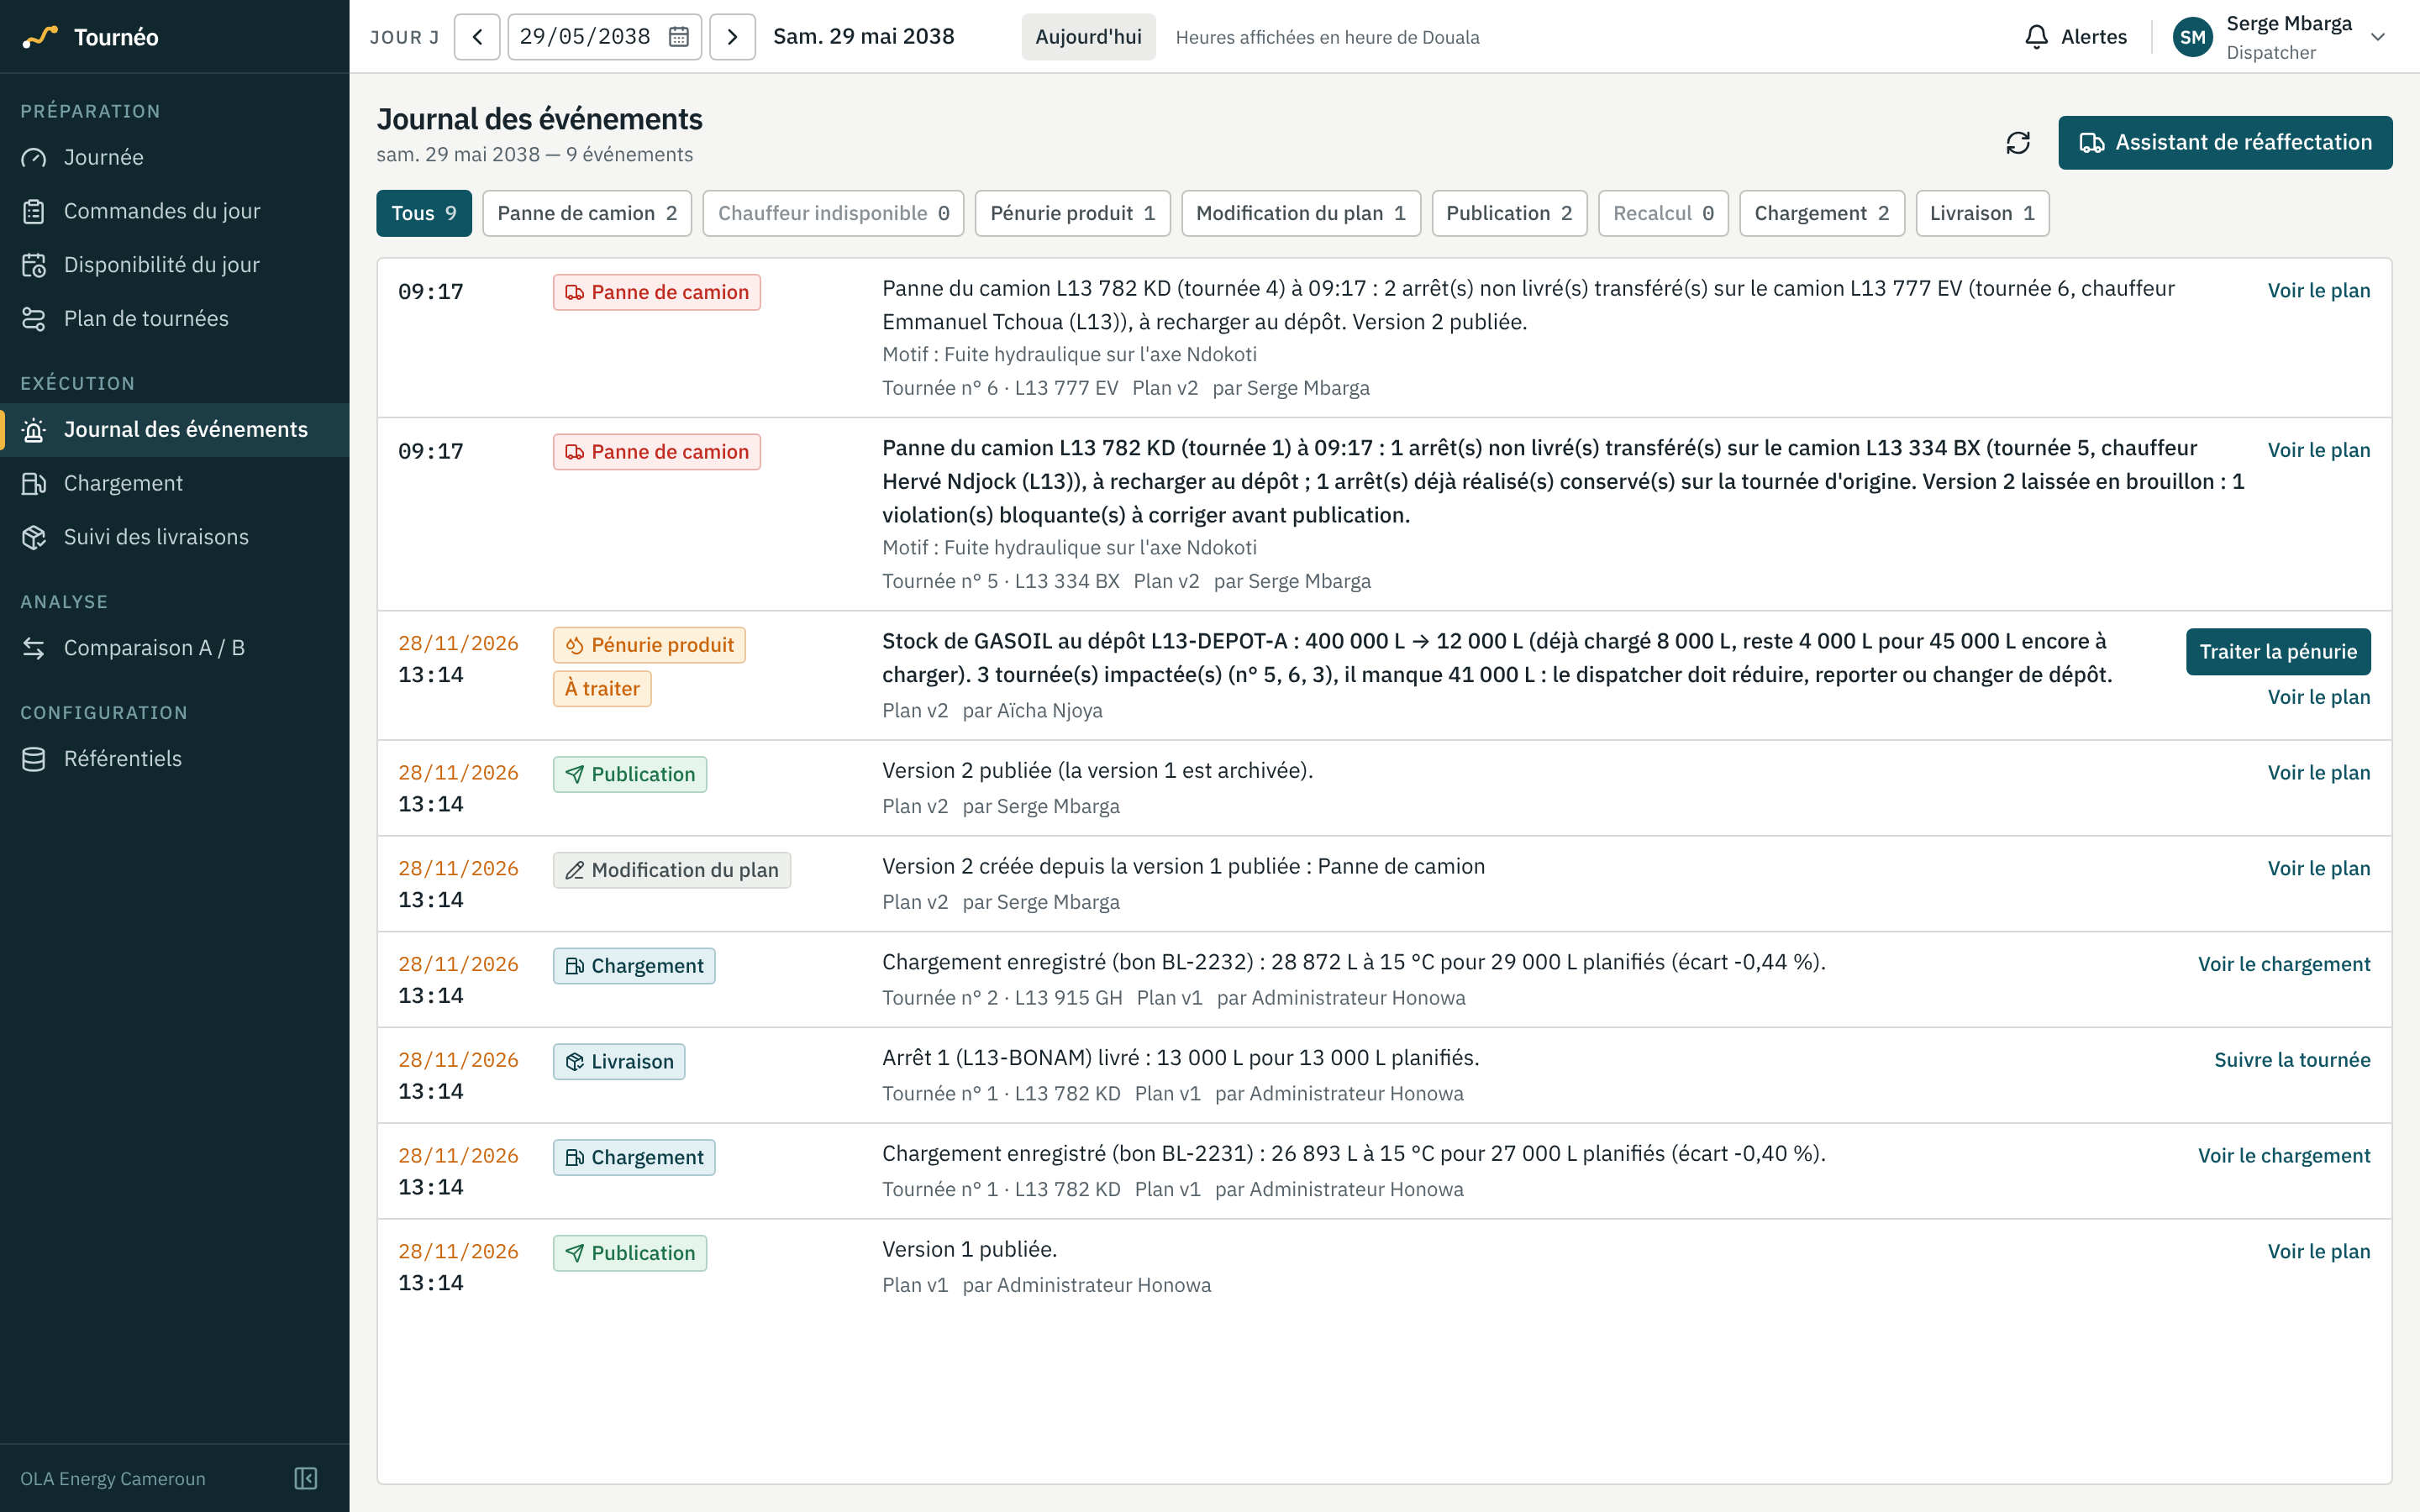 Tournéo
JOUR J
29/05/2038
Sam. 29 mai 2038
Aujourd'hui
Heures affichées en heure de Douala
Alertes
SM
Serge Mbarga
Dispatcher
PRÉPARATION
Journée
Commandes du jour
Disponibilité du jour
Plan de tournées
EXÉCUTION
Journal des événements
Chargement
Suivi des livraisons
ANALYSE
Comparaison A / B
CONFIGURATION
Référentiels
OLA Energy Cameroun
Journal des événements
sam. 29 mai 2038 — 9 événements
Assistant de réaffectation
Tous 9
Panne de camion 2
Chauffeur indisponible 0
Pénurie produit 1
Modification du plan 1
Publication 2
Recalcul 0
Chargement 2
Livraison 1
09:17
Panne de camion
Panne du camion L13 782 KD (tournée 4) à 09:17 : 2 arrêt(s) non livré(s) transféré(s) sur le camion L13 777 EV (tournée 6, chauffeur
Emmanuel Tchoua (L13)), à recharger au dépôt. Version 2 publiée.
Motif : Fuite hydraulique sur l'axe Ndokoti
Tournée n° 6 · L13 777 EV Plan v2 par Serge Mbarga
Voir le plan
09:17
Panne de camion
Panne du camion L13 782 KD (tournée 1) à 09:17 : 1 arrêt(s) non livré(s) transféré(s) sur le camion L13 334 BX (tournée 5, chauffeur
Hervé Ndjock (L13)), à recharger au dépôt ; 1 arrêt(s) déjà réalisé(s) conservé(s) sur la tournée d'origine. Version 2 laissée en brouillon : 1
violation(s) bloquante(s) à corriger avant publication.
Motif : Fuite hydraulique sur l'axe Ndokoti
Tournée n° 5 · L13 334 BX Plan v2 par Serge Mbarga
Voir le plan
28/11/2026
13:14
Pénurie produit
À traiter
Stock de GASOIL au dépôt L13-DEPOT-A : 400 000 L → 12 000 L (déjà chargé 8 000 L, reste 4 000 L pour 45 000 L encore à
charger). 3 tournée(s) impactée(s) (n° 5, 6, 3), il manque 41 000 L : le dispatcher doit réduire, reporter ou changer de dépôt.
Plan v2 par Aïcha Njoya
Traiter la pénurie
Voir le plan
28/11/2026
13:14
Publication
Version 2 publiée (la version 1 est archivée).
Plan v2 par Serge Mbarga
Voir le plan
28/11/2026
13:14
Modification du plan
Version 2 créée depuis la version 1 publiée : Panne de camion
Plan v2 par Serge Mbarga
Voir le plan
28/11/2026
13:14
Chargement
Chargement enregistré (bon BL-2232) : 28 872 L à 15 °C pour 29 000 L planifiés (écart -0,44 %).
Tournée n° 2 · L13 915 GH Plan v1 par Administrateur Honowa
Voir le chargement
28/11/2026
13:14
Livraison
Arrêt 1 (L13-BONAM) livré : 13 000 L pour 13 000 L planifiés.
Tournée n° 1 · L13 782 KD Plan v1 par Administrateur Honowa
Suivre la tournée
28/11/2026
13:14
Chargement
Chargement enregistré (bon BL-2231) : 26 893 L à 15 °C pour 27 000 L planifiés (écart -0,40 %).
Tournée n° 1 · L13 782 KD Plan v1 par Administrateur Honowa
Voir le chargement
28/11/2026
13:14
Publication
Version 1 publiée.
Plan v1 par Administrateur Honowa
Voir le plan